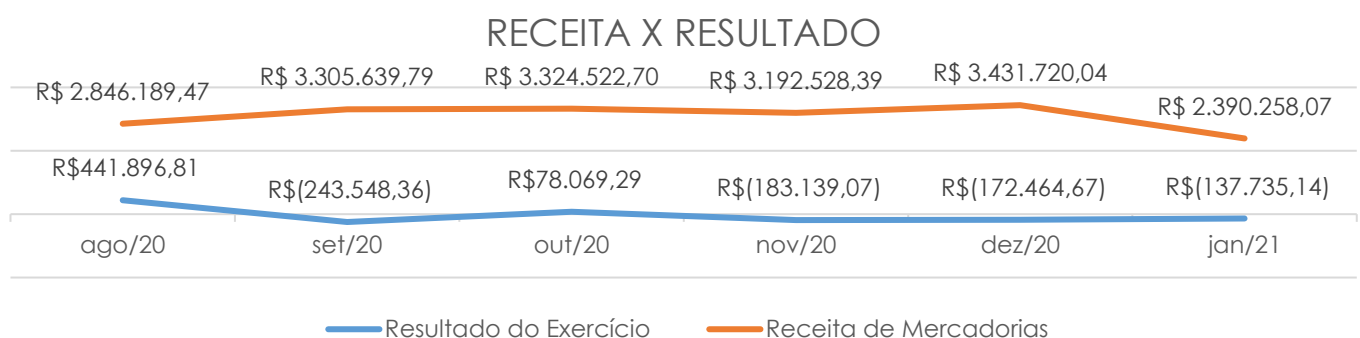 RECEITA X RESULTADO
R$ 2.846.189,47
R$ 3.305.639,79
R$ 3.324.522,70
R$ 3.192.528,39
R$ 3.431.720,04
R$ 2.390.258,07
R$441.896,81
R$(243.548,36)
R$78.069,29
R$(183.139,07)
R$(172.464,67)
R$(137.735,14)
ago/20
set/20
out/20
nov/20
dez/20
jan/21
Resultado do Exercício
Receita de Mercadorias